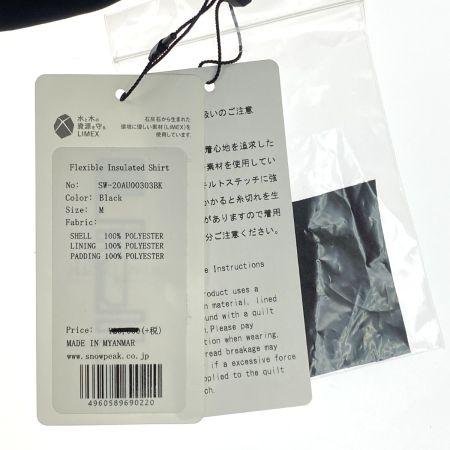 水と木の
資源を守る
LIMEX
石灰石から生まれた
環境に優しい素材(LIMEX)を
使用しています。
Flexible Insulated Shirt
No: SW-20AU00303BK
Color: Black
Size: M
Fabric:
SHELL 100% POLYESTER
LINING 100% POLYESTER
PADDING 100% POLYESTER
Price: (+税)
MADE IN MYANMAR
www.snowpeak.co.jp
4960589690220
ないのご注意
着心地を追求した
素材を使用してい
ルトステッチに強
かかると糸切れを生
がありますので着用
分ご注意ください。
e Instructions
roduct uses a
n material, lined
und with a quilt
.Please pay
tion when wearing,
read breakage may
if a excessive force
pplied to the quilt
ch.